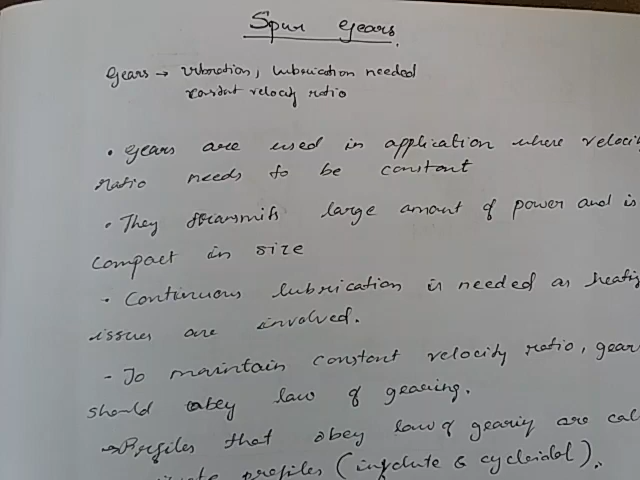 Spur gears.
Gears → vibration, lubrication needed
constant velocity ratio
• Gears are used in application where velocity
ratio needs to be constant
• They transmits large amount of power and is
compact in size
• Continuous lubrication is needed as heating
issues are involved.
- To maintain constant velocity ratio, gear
should obey law of gearing.
→ Profiles that obey law of gearing are cal
profiles (involute & cycloidal).